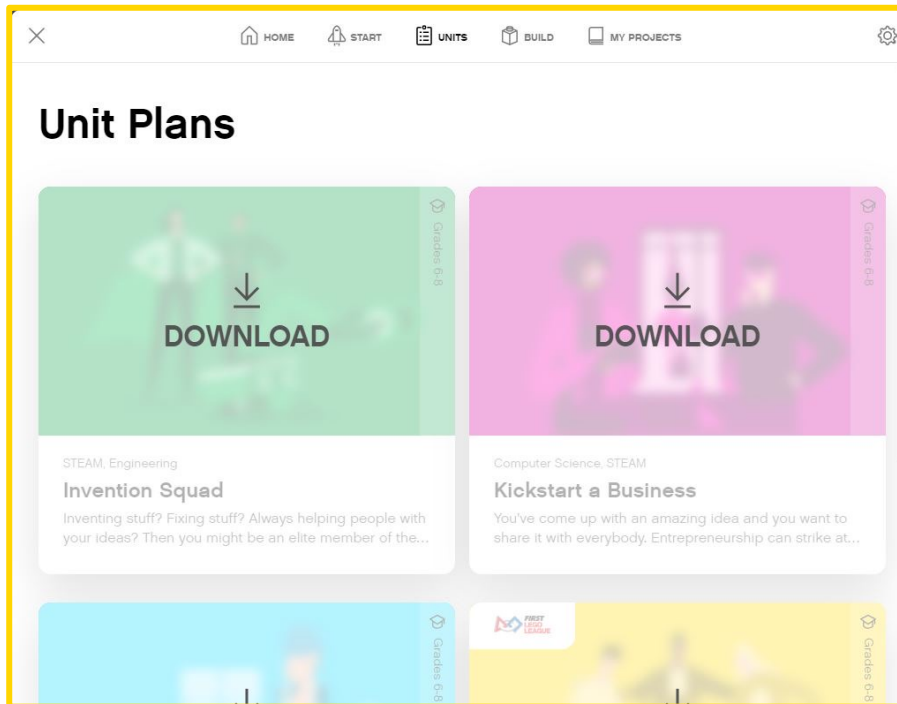 HOME START UNITS BUILD MY PROJECTS
Unit Plans
Grades 6-8
DOWNLOAD
STEAM, Engineering
Invention Squad
Inventing stuff? Fixing stuff? Always helping people with
your ideas? Then you might be an elite member of the...
Grades 6-8
DOWNLOAD
Computer Science, STEAM
Kickstart a Business
You've come up with an amazing idea and you want to
share it with everybody. Entrepreneurship can strike at...
Grades 6-8
FIRST
LEGO
LEAGUE
Grades 6-8